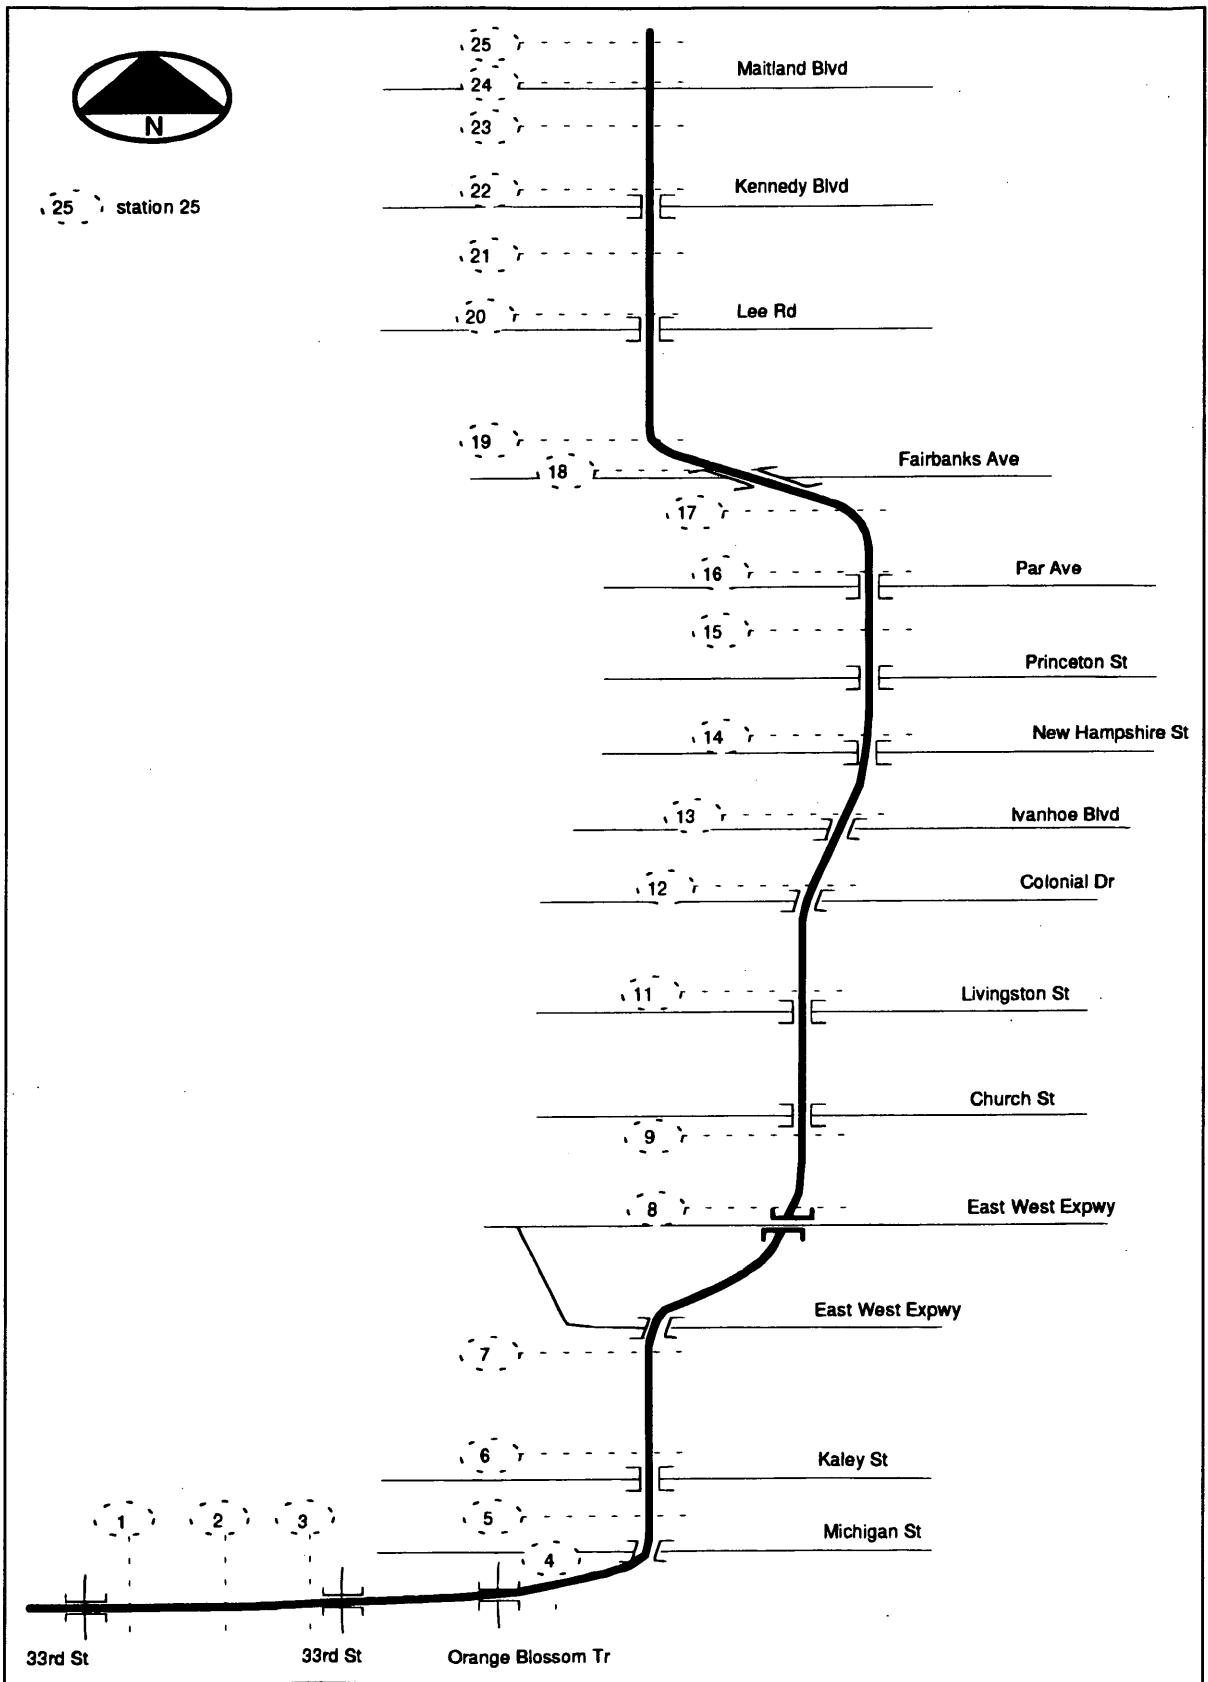 25
Maitland Blvd
24
N
23
22
Kennedy Blvd
25 station 25
21
20
Lee Rd
19
18
Fairbanks Ave
17
16
Par Ave
15
Princeton St
14
New Hampshire St
13
Ivanhoe Blvd
12
Colonial Dr
11
Livingston St
Church St
9
8
East West Expwy
East West Expwy
7
6
Kaley St
1
2
3
5
Michigan St
4
33rd St
33rd St
Orange Blossom Tr